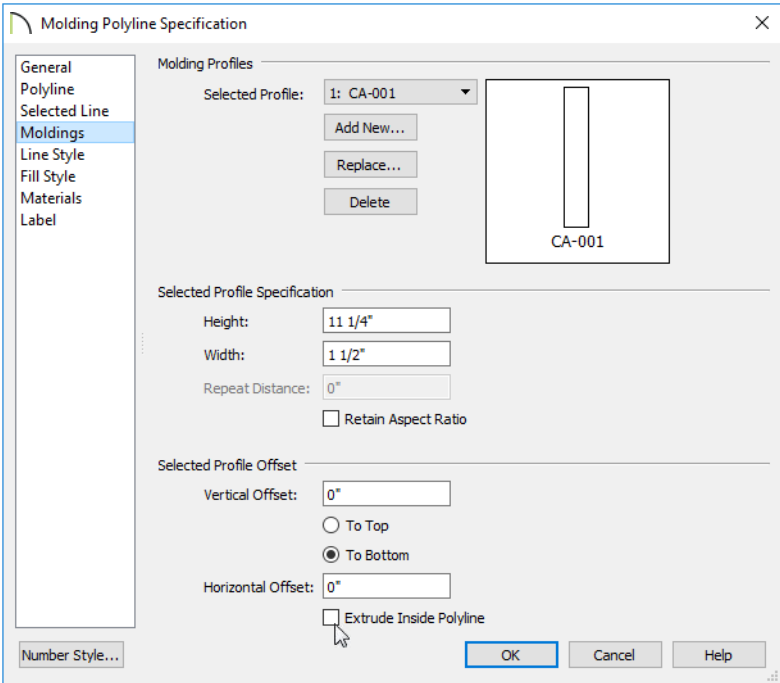 Molding Polyline Specification
General
Polyline
Selected Line
Moldings
Line Style
Fill Style
Materials
Label
Molding Profiles
Selected Profile: 1: CA-001
Add New...
Replace...
Delete
CA-001
Selected Profile Specification
Height: 11 1/4"
Width: 1 1/2"
Repeat Distance: 0"
Retain Aspect Ratio
Selected Profile Offset
Vertical Offset: 0"
To Top
To Bottom
Horizontal Offset: 0"
Extrude Inside Polyline
Number Style... OK Cancel Help